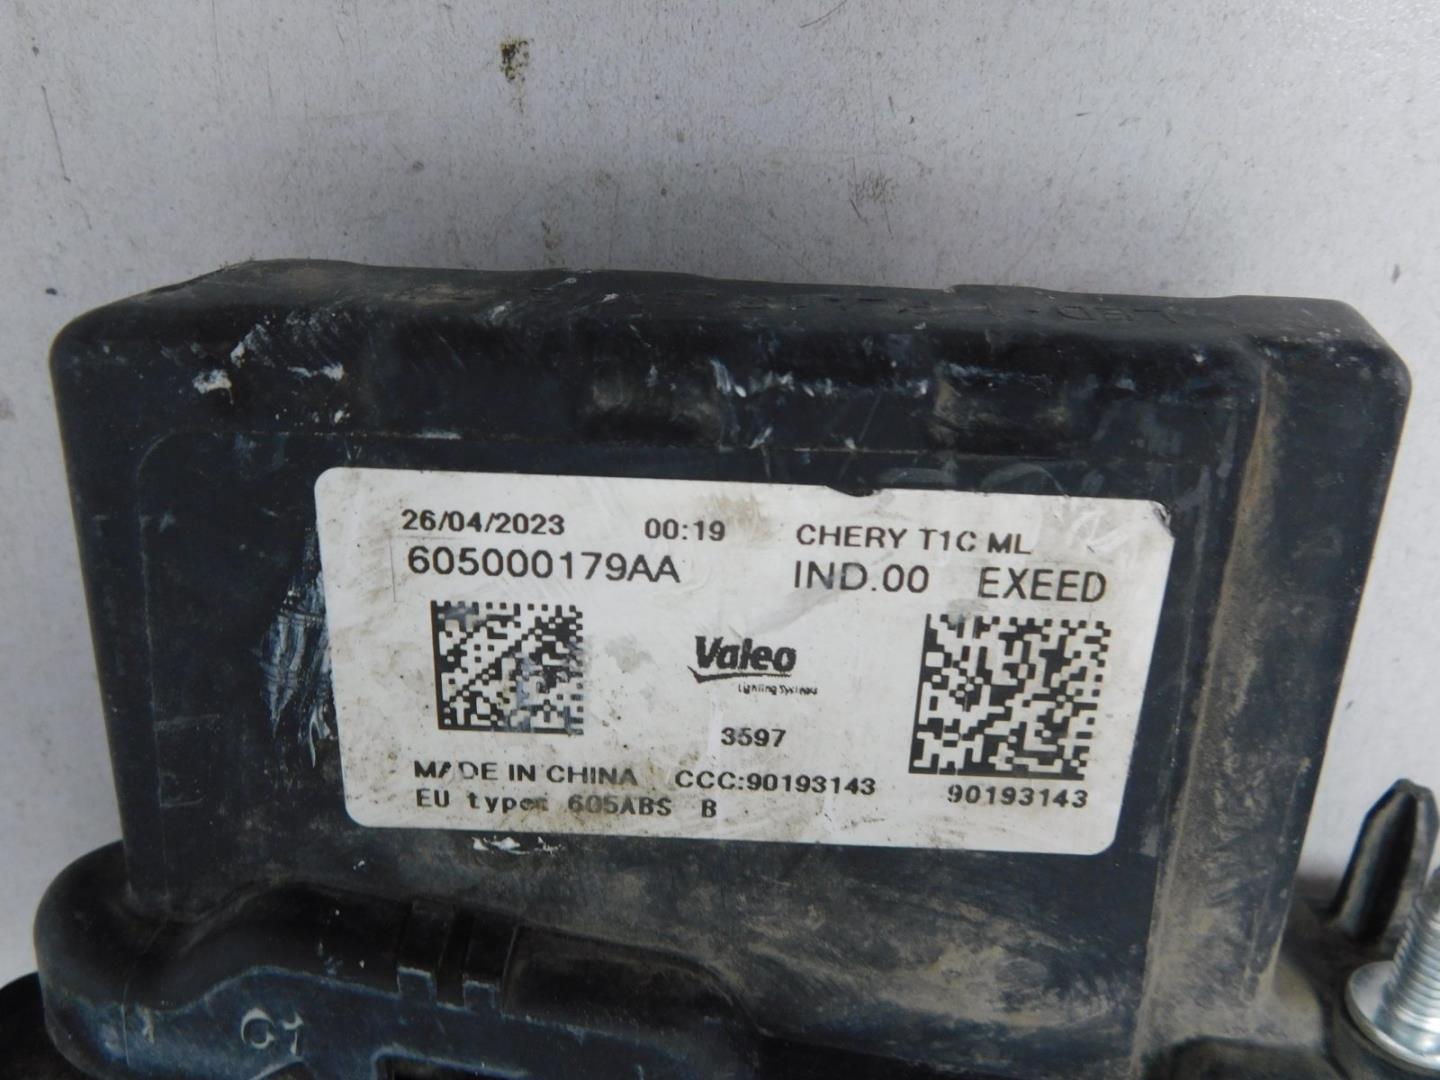 26/04/2023 00:19 CHERY T1C ML
605000179AA IND.00 EXEED
Valeo
Lighting Systems
3597
MADE IN CHINA CCC:90193143 90193143
EU type: 605ABS B